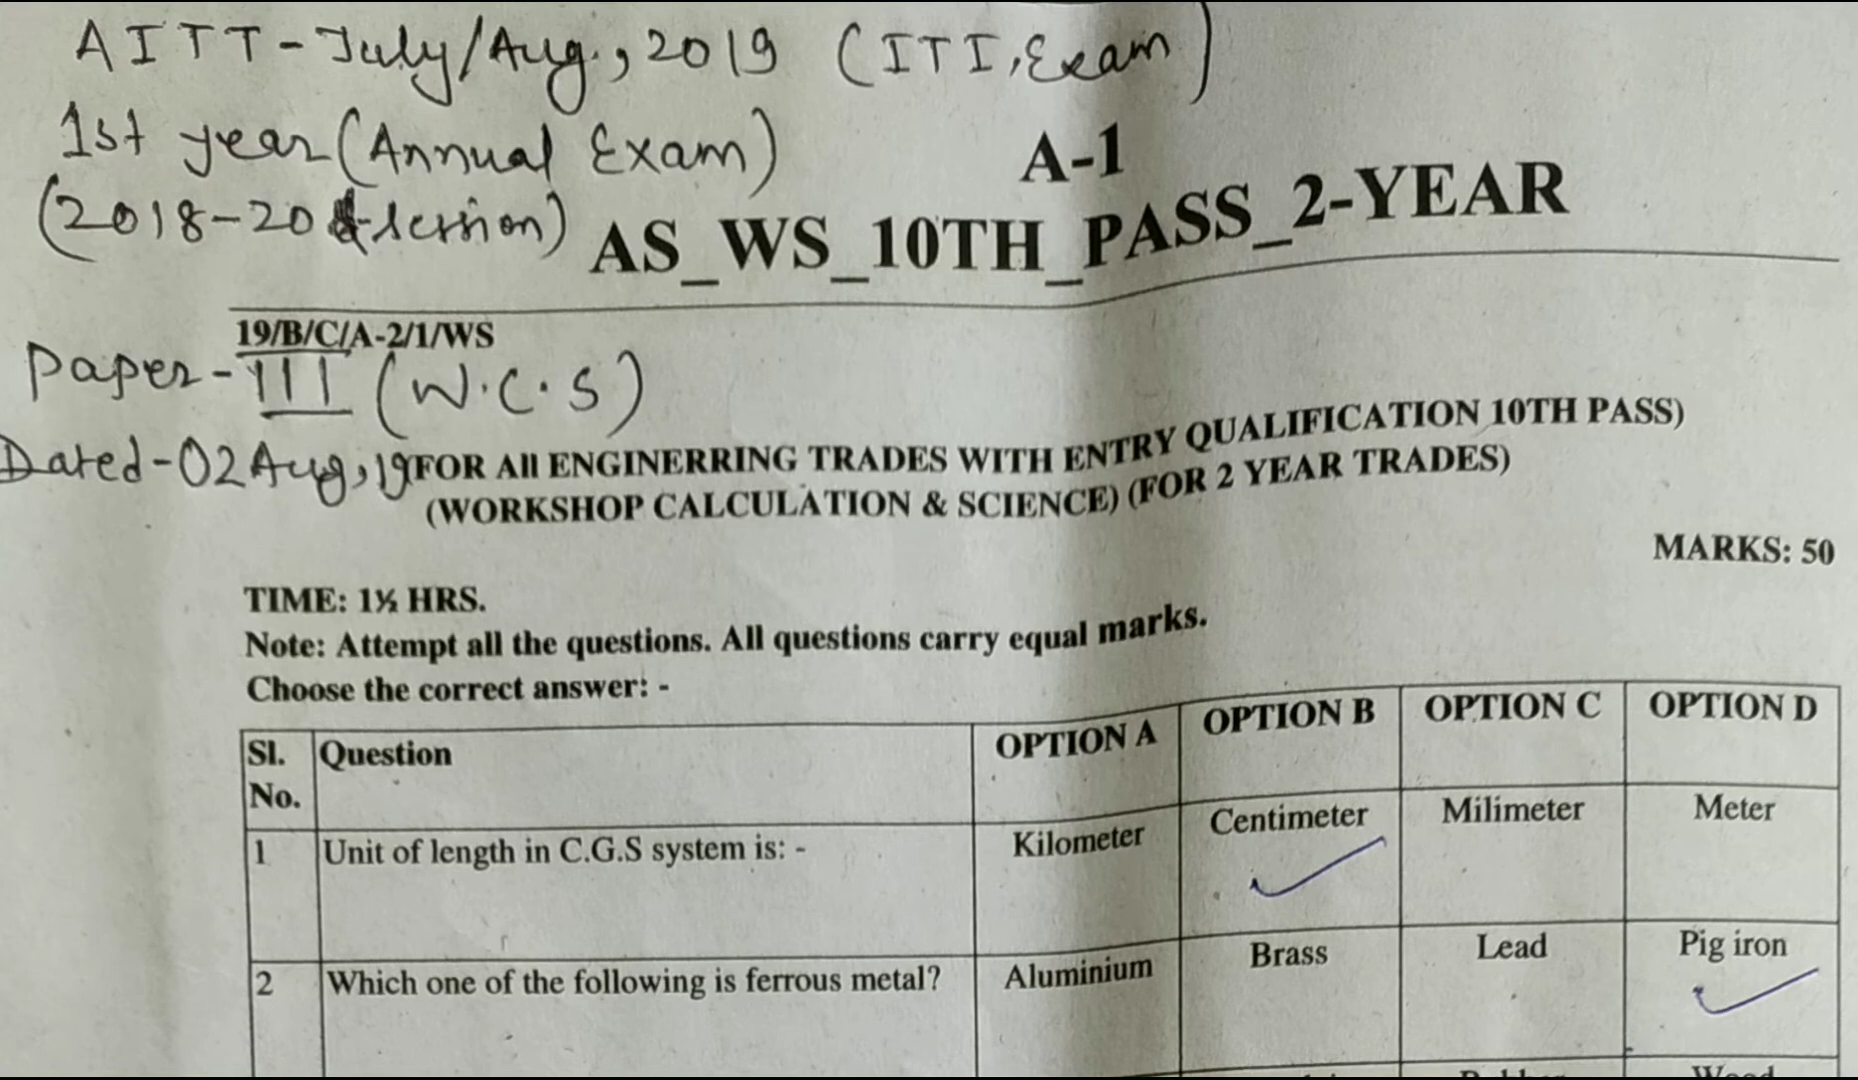 AITT-July/Aug., 2019 (ITI, Exam)
1st year (Annual Exam)
A-1
(2018-20 session)
AS_WS_10TH_PASS_2-YEAR
19/B/C/A-2/1/WS
Paper-III (W.C.S)
Dated-02 Aug, 19
FOR All ENGINERRING TRADES WITH ENTRY QUALIFICATION 10TH PASS)
(WORKSHOP CALCULATION & SCIENCE) (FOR 2 YEAR TRADES)
MARKS: 50
TIME: 1½ HRS.
Note: Attempt all the questions. All questions carry equal marks.
Choose the correct answer: -
Sl. No. Question OPTION A OPTION B OPTION C OPTION D
1 Unit of length in C.G.S system is: - Kilometer Centimeter Milimeter Meter
2 Which one of the following is ferrous metal? Aluminium Brass Lead Pig iron
Wood